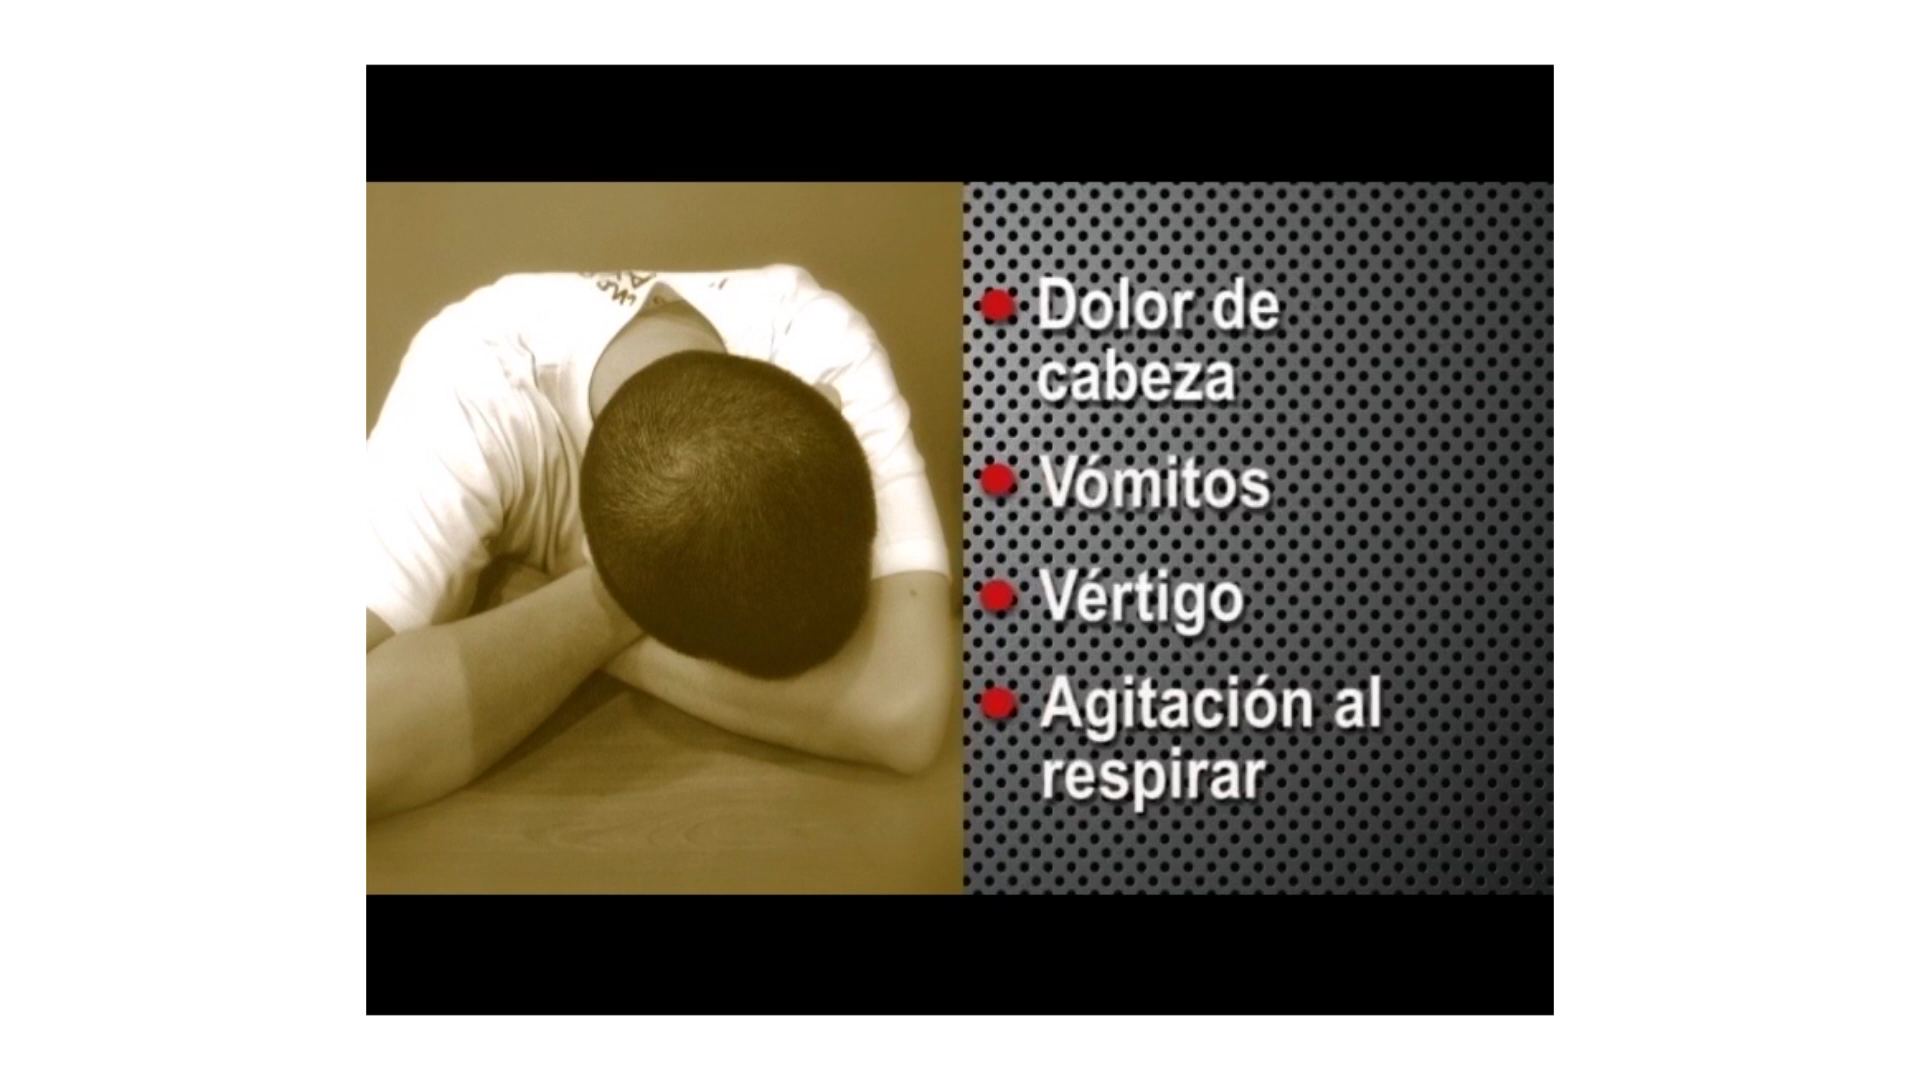 Dolor de
cabeza
Vómitos
Vértigo
Agitación al
respirar